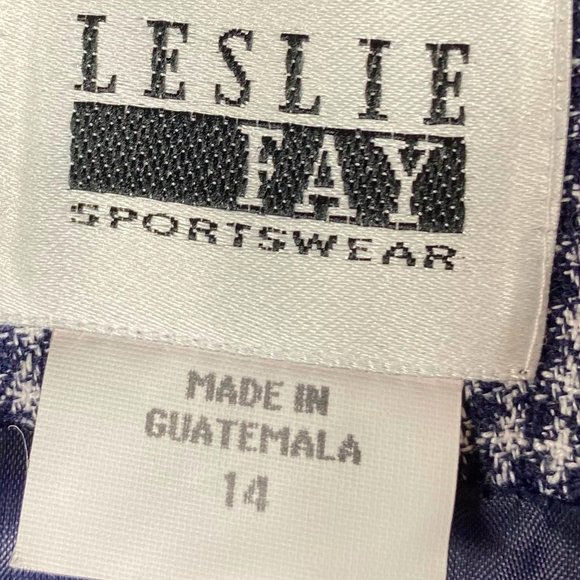 LESLIE
FAY
SPORTSWEAR
MADE IN
GUATEMALA
14